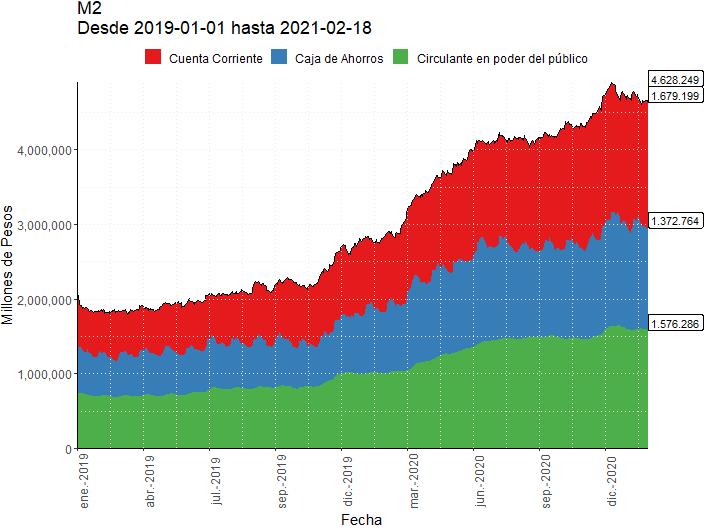 M2
Desde 2019-01-01 hasta 2021-02-18
Cuenta Corriente
Caja de Ahorros
Circulante en poder del público
4.628.249
1.679.199
1.372.764
1.576.286
4,000,000
3,000,000
2,000,000
1,000,000
0
Millones de Pesos
ene.-2019
abr.-2019
jul.-2019
sep.-2019
dic.-2019
mar.-2020
jun.-2020
sep.-2020
dic.-2020
Fecha